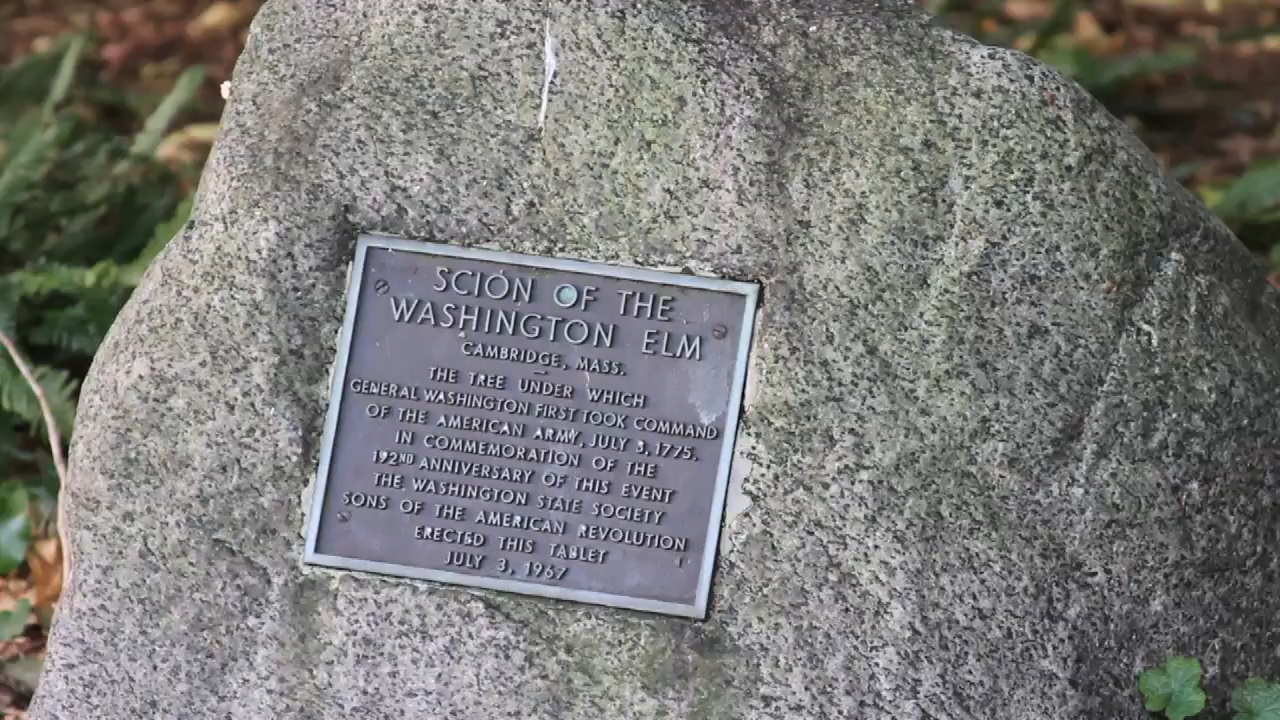 SCION OF THE
WASHINGTON ELM
CAMBRIDGE, MASS.
THE TREE UNDER WHICH
GENERAL WASHINGTON FIRST TOOK COMMAND
OF THE AMERICAN ARMY, JULY 3, 1775.
IN COMMEMORATION OF THE
192ND ANNIVERSARY OF THIS EVENT
THE WASHINGTON STATE SOCIETY
SONS OF THE AMERICAN REVOLUTION
ERECTED THIS TABLET
JULY 3, 1967